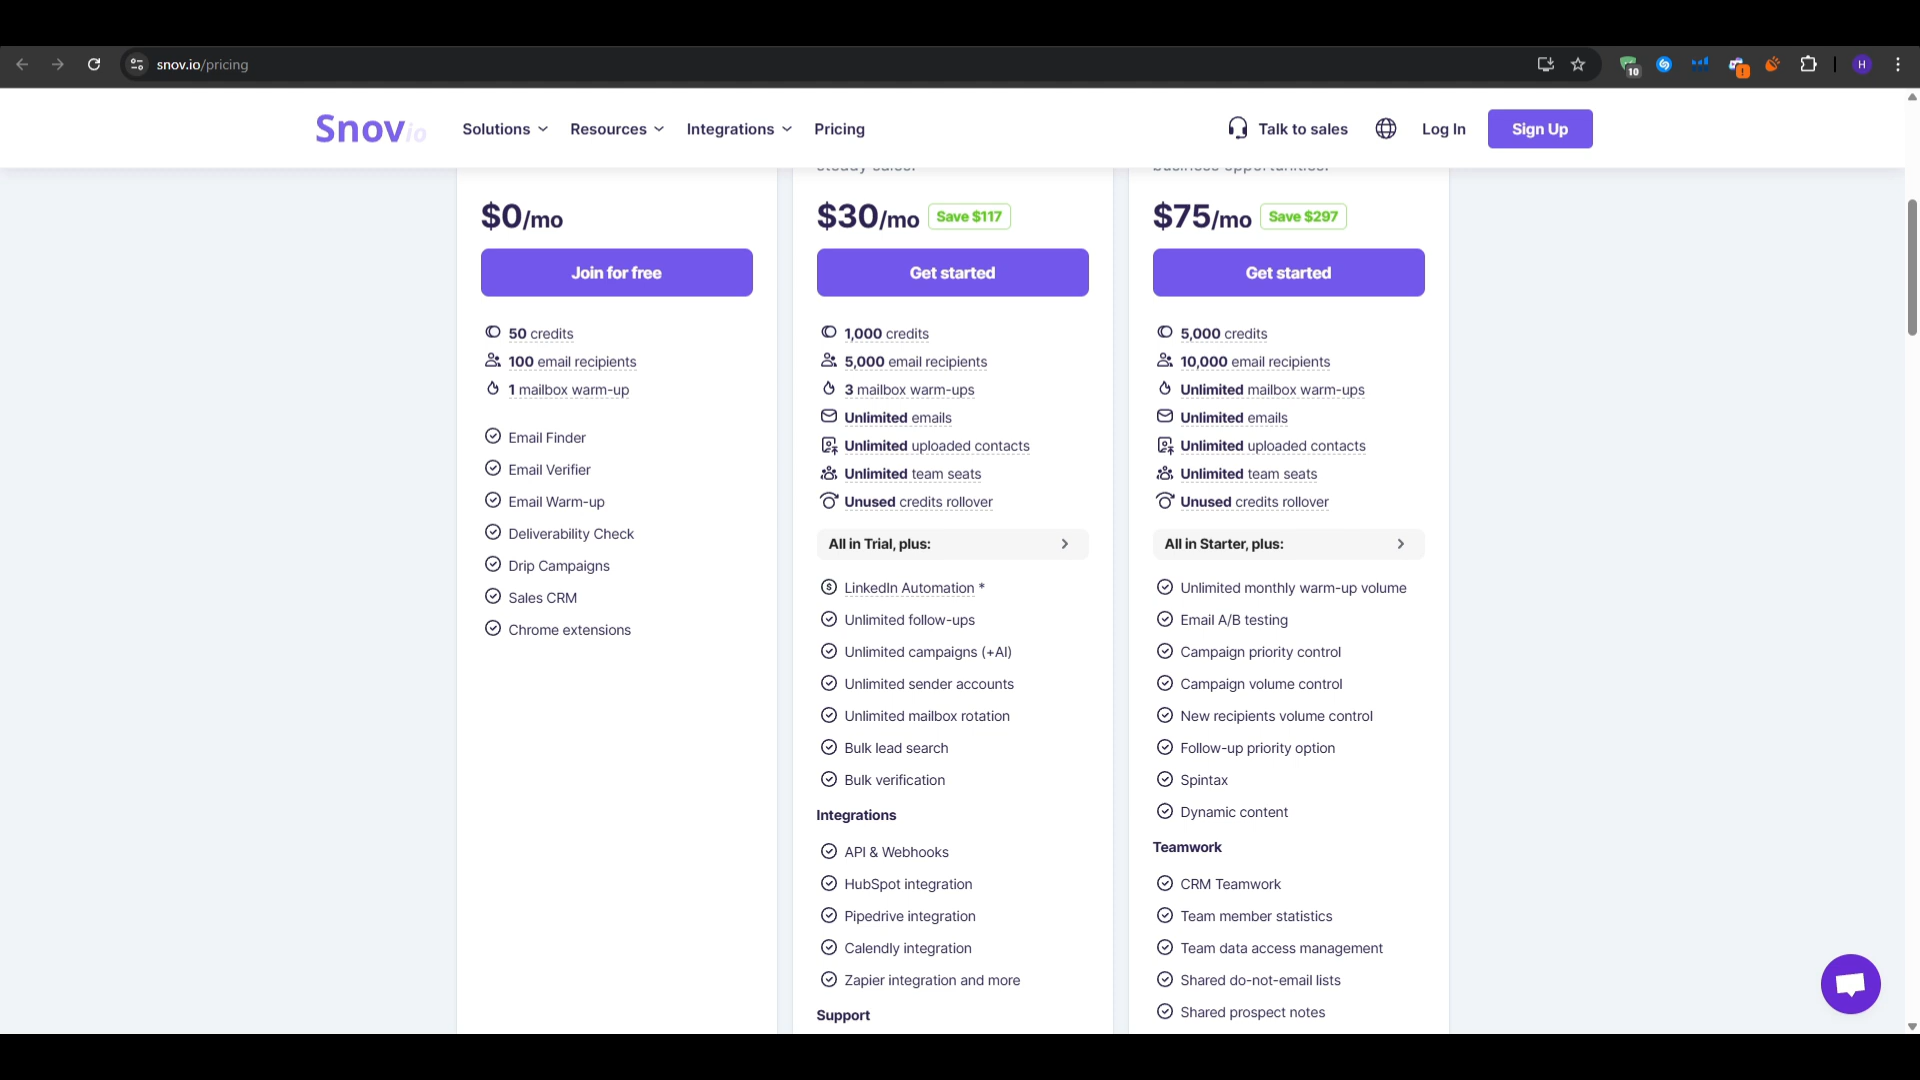 snov.io/pricing
10
H
Snovio
Solutions
Resources
Integrations
Pricing
Talk to sales
Log In
Sign Up
steady sales.
business opportunities.
$0/mo
Join for free
50 credits
100 email recipients
1 mailbox warm-up
Email Finder
Email Verifier
Email Warm-up
Deliverability Check
Drip Campaigns
Sales CRM
Chrome extensions
$30/mo
Save $117
Get started
1,000 credits
5,000 email recipients
3 mailbox warm-ups
Unlimited emails
Unlimited uploaded contacts
Unlimited team seats
Unused credits rollover
All in Trial, plus:
LinkedIn Automation *
Unlimited follow-ups
Unlimited campaigns (+AI)
Unlimited sender accounts
Unlimited mailbox rotation
Bulk lead search
Bulk verification
Integrations
API & Webhooks
HubSpot integration
Pipedrive integration
Calendly integration
Zapier integration and more
Support
$75/mo
Save $297
Get started
5,000 credits
10,000 email recipients
Unlimited mailbox warm-ups
Unlimited emails
Unlimited uploaded contacts
Unlimited team seats
Unused credits rollover
All in Starter, plus:
Unlimited monthly warm-up volume
Email A/B testing
Campaign priority control
Campaign volume control
New recipients volume control
Follow-up priority option
Spintax
Dynamic content
Teamwork
CRM Teamwork
Team member statistics
Team data access management
Shared do-not-email lists
Shared prospect notes